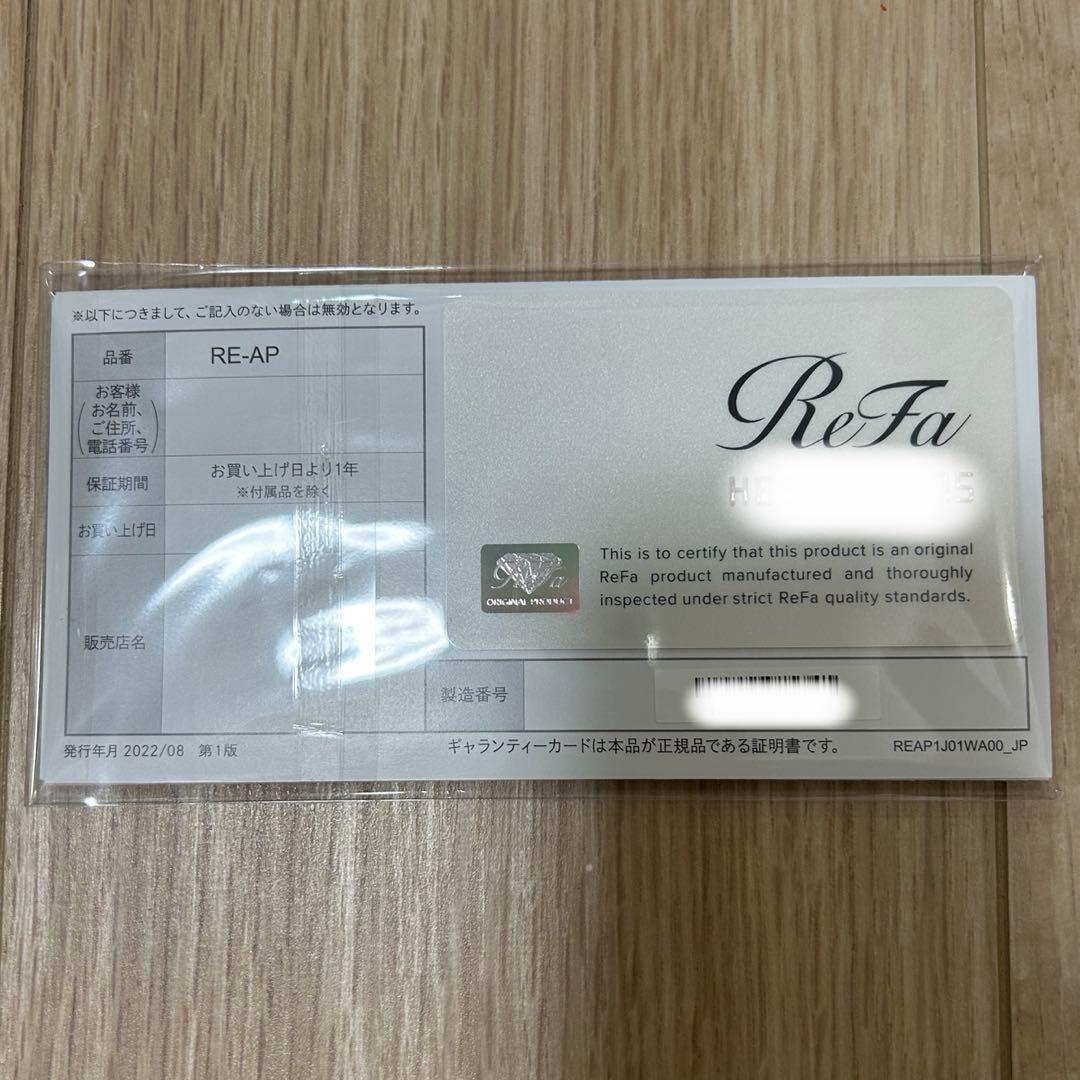 ※以下につきまして、ご記入のない場合は無効となります。
品番 RE-AP
お客様
(お名前、
ご住所、
電話番号)
保証期間 お買い上げ日より1年
※付属品を除く
お買い上げ日
販売店名
ReFa
This is to certify that this product is an original
ReFa product manufactured and thoroughly
inspected under strict ReFa quality standards.
ReFa
ORIGINAL PRODUCT
製造番号
発行年月 2022/08 第1版
ギャランティーカードは本品が正規品である証明書です。
REAP1J01WA00_JP